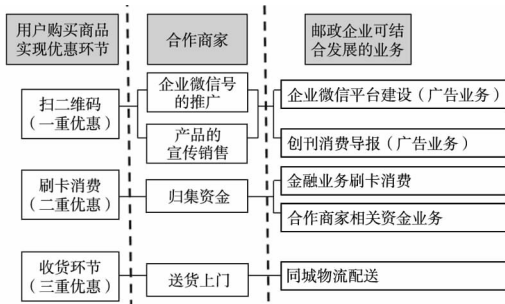 用户购买商品
实现优惠环节
合作商家
邮政企业可结
合发展的业务
扫二维码
（一重优惠）
企业微信号
的推广
产品的
宣传销售
企业微信平台建设（广告业务）
创刊消费导报（广告业务）
刷卡消费
（二重优惠）
归集资金
金融业务刷卡消费
合作商家相关资金业务
收货环节
（三重优惠）
送货上门
同城物流配送